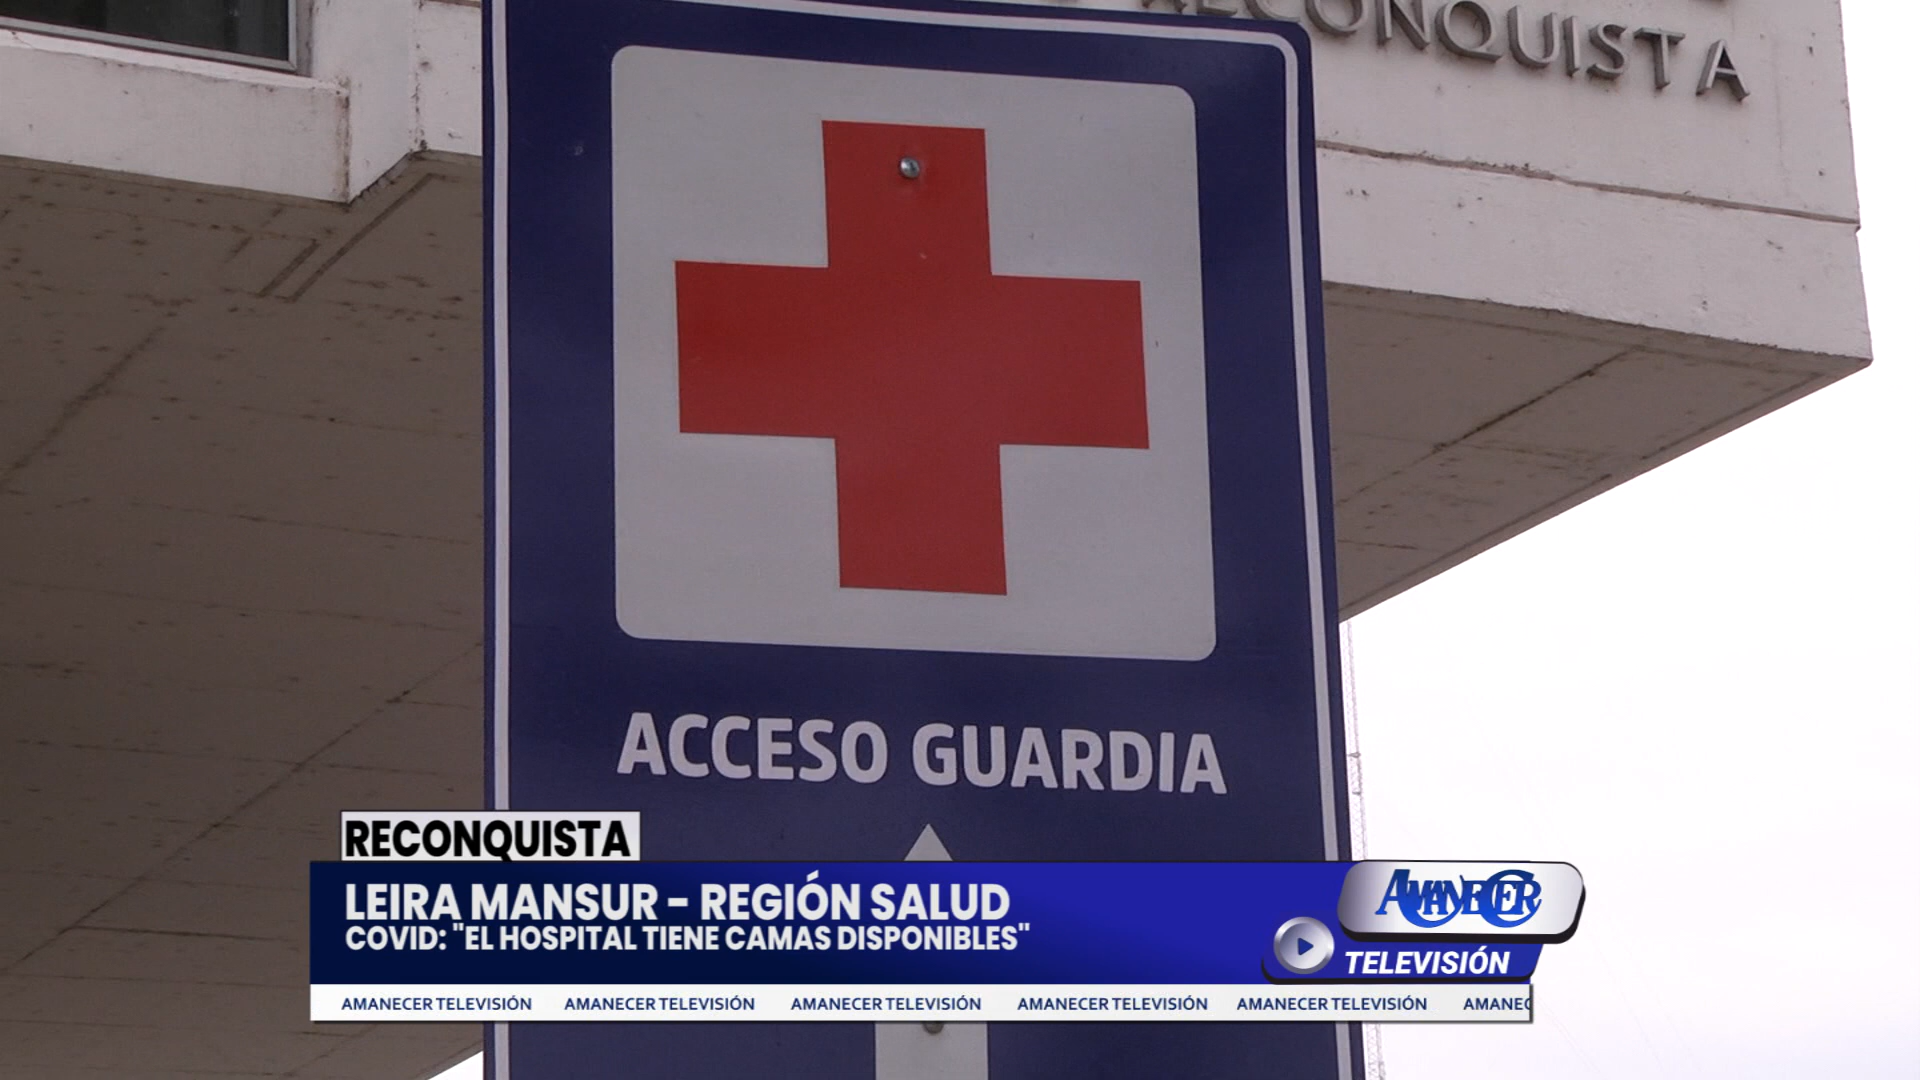 RECONQUISTA
ACCESO GUARDIA
RECONQUISTA
LEIRA MANSUR - REGIÓN SALUD
COVID: "EL HOSPITAL TIENE CAMAS DISPONIBLES"
AMANECER
TELEVISIÓN
AMANECER TELEVISIÓN AMANECER TELEVISIÓN AMANECER TELEVISIÓN AMANECER TELEVISIÓN AMANECER TELEVISIÓN AMANEC